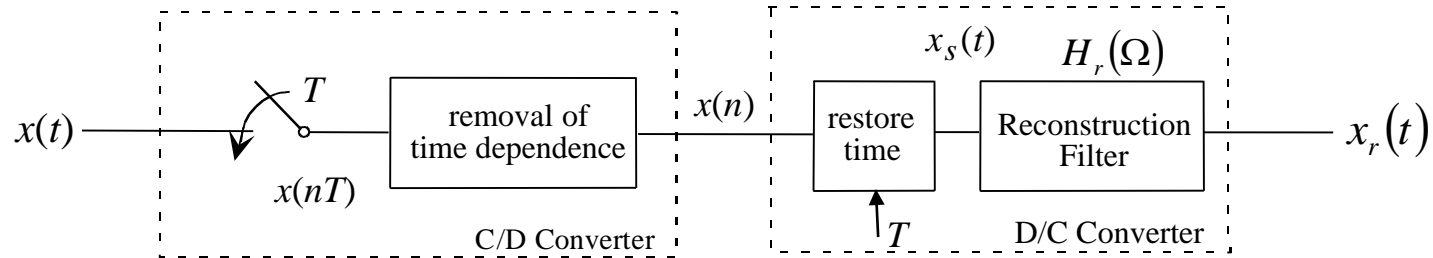 x(t)
T
x(nT)
removal of
time dependence
C/D Converter
x(n)
restore
time
T
x_s(t)
H_r(Ω)
Reconstruction
Filter
D/C Converter
x_r(t)